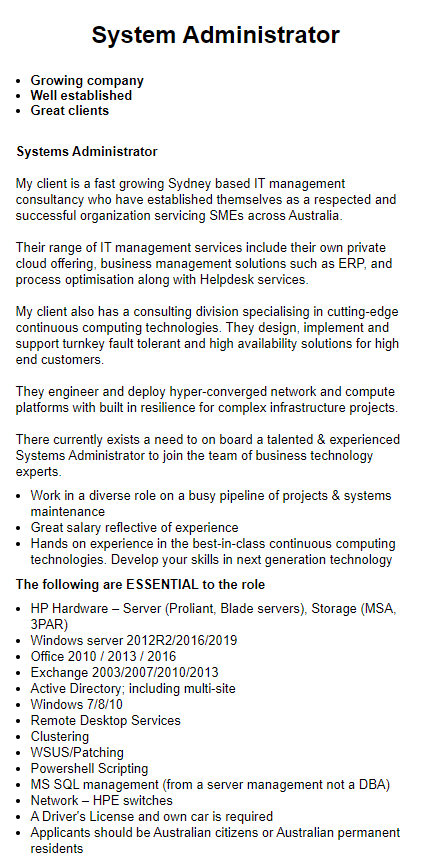 System Administrator
• Growing company
• Well established
• Great clients
Systems Administrator
My client is a fast growing Sydney based IT management
consultancy who have established themselves as a respected and
successful organization servicing SMEs across Australia.
Their range of IT management services include their own private
cloud offering, business management solutions such as ERP, and
process optimisation along with Helpdesk services.
My client also has a consulting division specialising in cutting-edge
continuous computing technologies. They design, implement and
support turnkey fault tolerant and high availability solutions for high
end customers.
They engineer and deploy hyper-converged network and compute
platforms with built in resilience for complex infrastructure projects.
There currently exists a need to on board a talented & experienced
Systems Administrator to join the team of business technology
experts.
• Work in a diverse role on a busy pipeline of projects & systems
maintenance
• Great salary reflective of experience
• Hands on experience in the best-in-class continuous computing
technologies. Develop your skills in next generation technology
The following are ESSENTIAL to the role
• HP Hardware – Server (Proliant, Blade servers), Storage (MSA,
3PAR)
• Windows server 2012R2/2016/2019
• Office 2010 / 2013 / 2016
• Exchange 2003/2007/2010/2013
• Active Directory; including multi-site
• Windows 7/8/10
• Remote Desktop Services
• Clustering
• WSUS/Patching
• Powershell Scripting
• MS SQL management (from a server management not a DBA)
• Network – HPE switches
• A Driver's License and own car is required
• Applicants should be Australian citizens or Australian permanent
residents